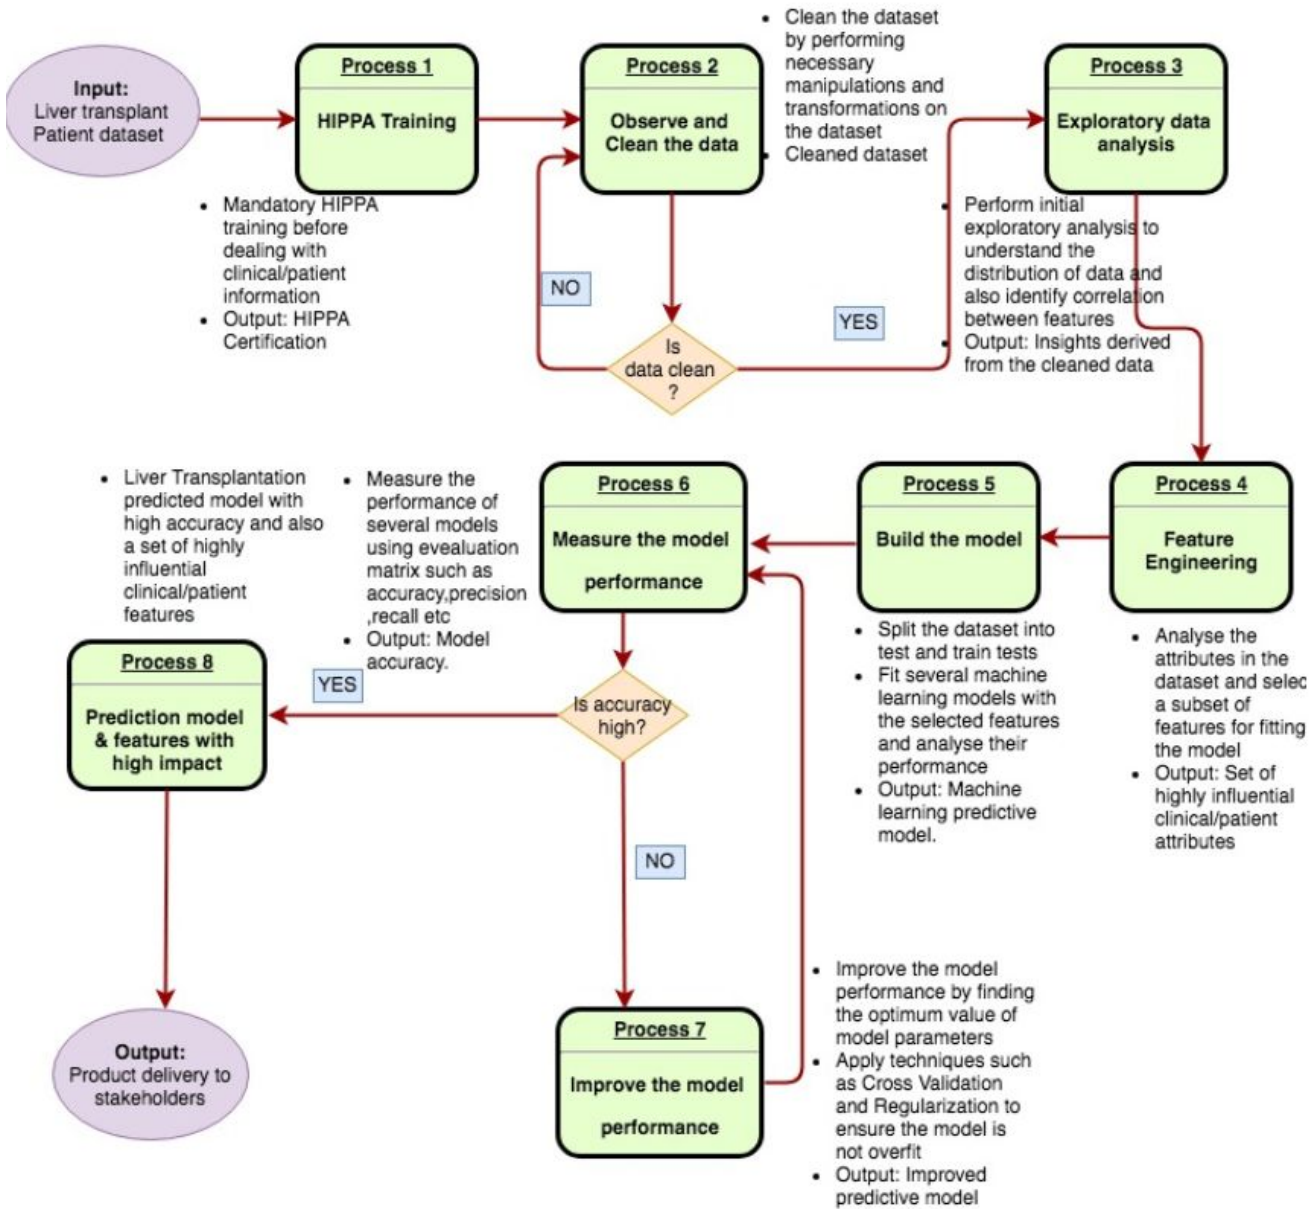 Input:
Liver transplant
Patient dataset
Process 1
HIPPA Training
• Mandatory HIPPA
training before
dealing with
clinical/patient
information
• Output: HIPPA
Certification
Process 2
Observe and
Clean the data
• Clean the dataset
by performing
necessary
manipulations and
transformations on
the dataset
• Cleaned dataset
NO
Is
data clean
?
YES
Process 3
Exploratory data
analysis
• Perform initial
exploratory analysis to
understand the
distribution of data and
also identify correlation
between features
• Output: Insights derived
from the cleaned data
Process 4
Feature
Engineering
• Analyse the
attributes in the
dataset and selec
a subset of
features for fitting
the model
• Output: Set of
highly influential
clinical/patient
attributes
Process 5
Build the model
• Split the dataset into
test and train tests
• Fit several machine
learning models with
the selected features
and analyse their
performance
• Output: Machine
learning predictive
model.
Process 6
Measure the model
performance
• Measure the
performance of
several models
using evealuation
matrix such as
accuracy,precision
,recall etc
• Output: Model
accuracy.
Is accuracy
high?
YES
NO
• Liver Transplantation
predicted model with
high accuracy and also
a set of highly
influential
clinical/patient
features
Process 8
Prediction model
& features with
high impact
Process 7
Improve the model
performance
• Improve the model
performance by finding
the optimum value of
model parameters
• Apply techniques such
as Cross Validation
and Regularization to
ensure the model is
not overfit
• Output: Improved
predictive model
Output:
Product delivery to
stakeholders